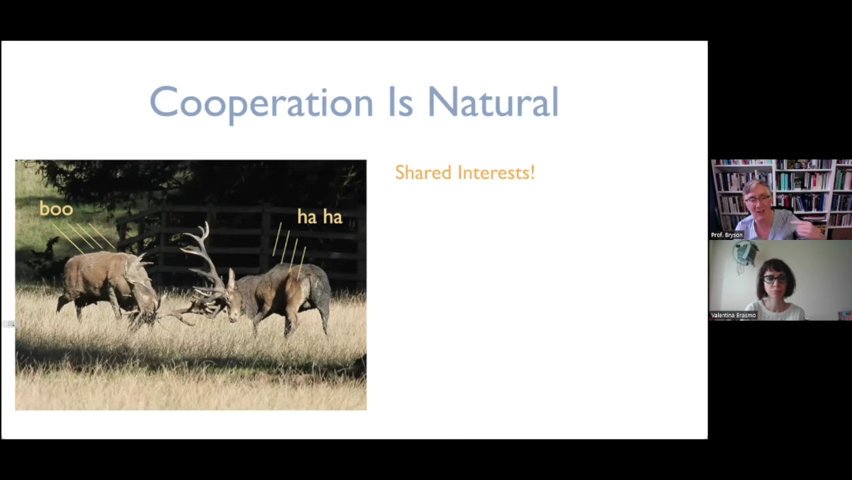 Cooperation Is Natural
Shared Interests!
boo
ha ha
Prof. Bryson
Valentina Erasmo